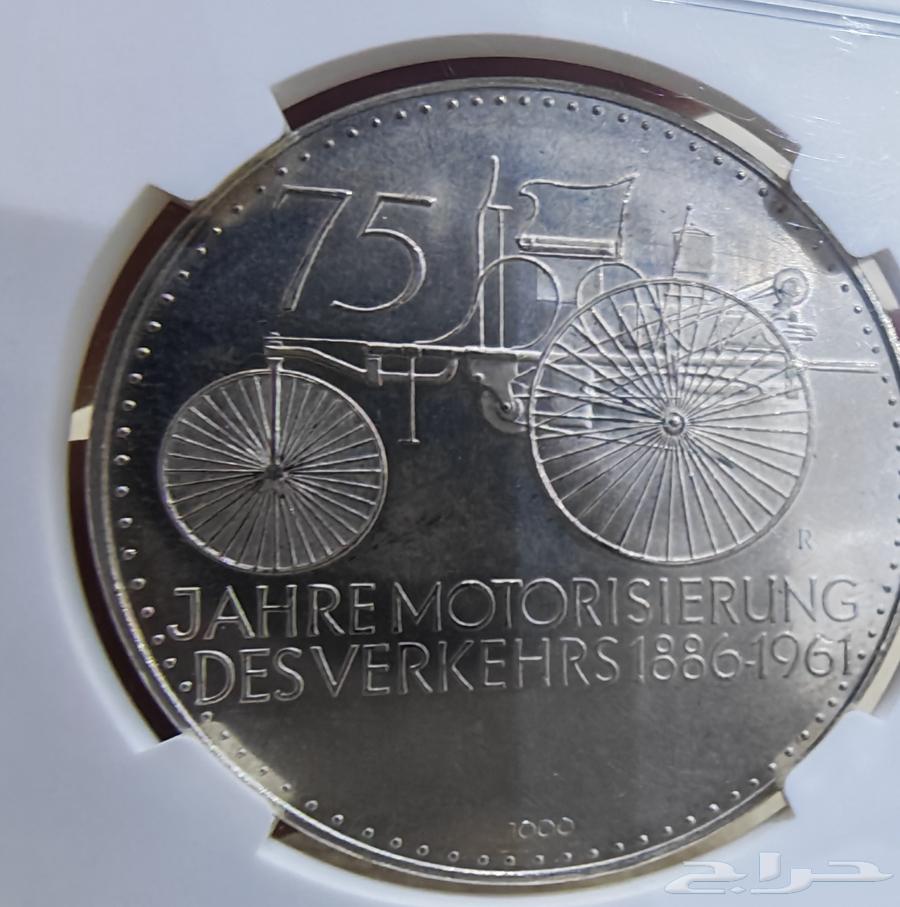 75
JAHRE MOTORISIERUNG
DES VERKEHRS 1886-1961
R
1000
حراج